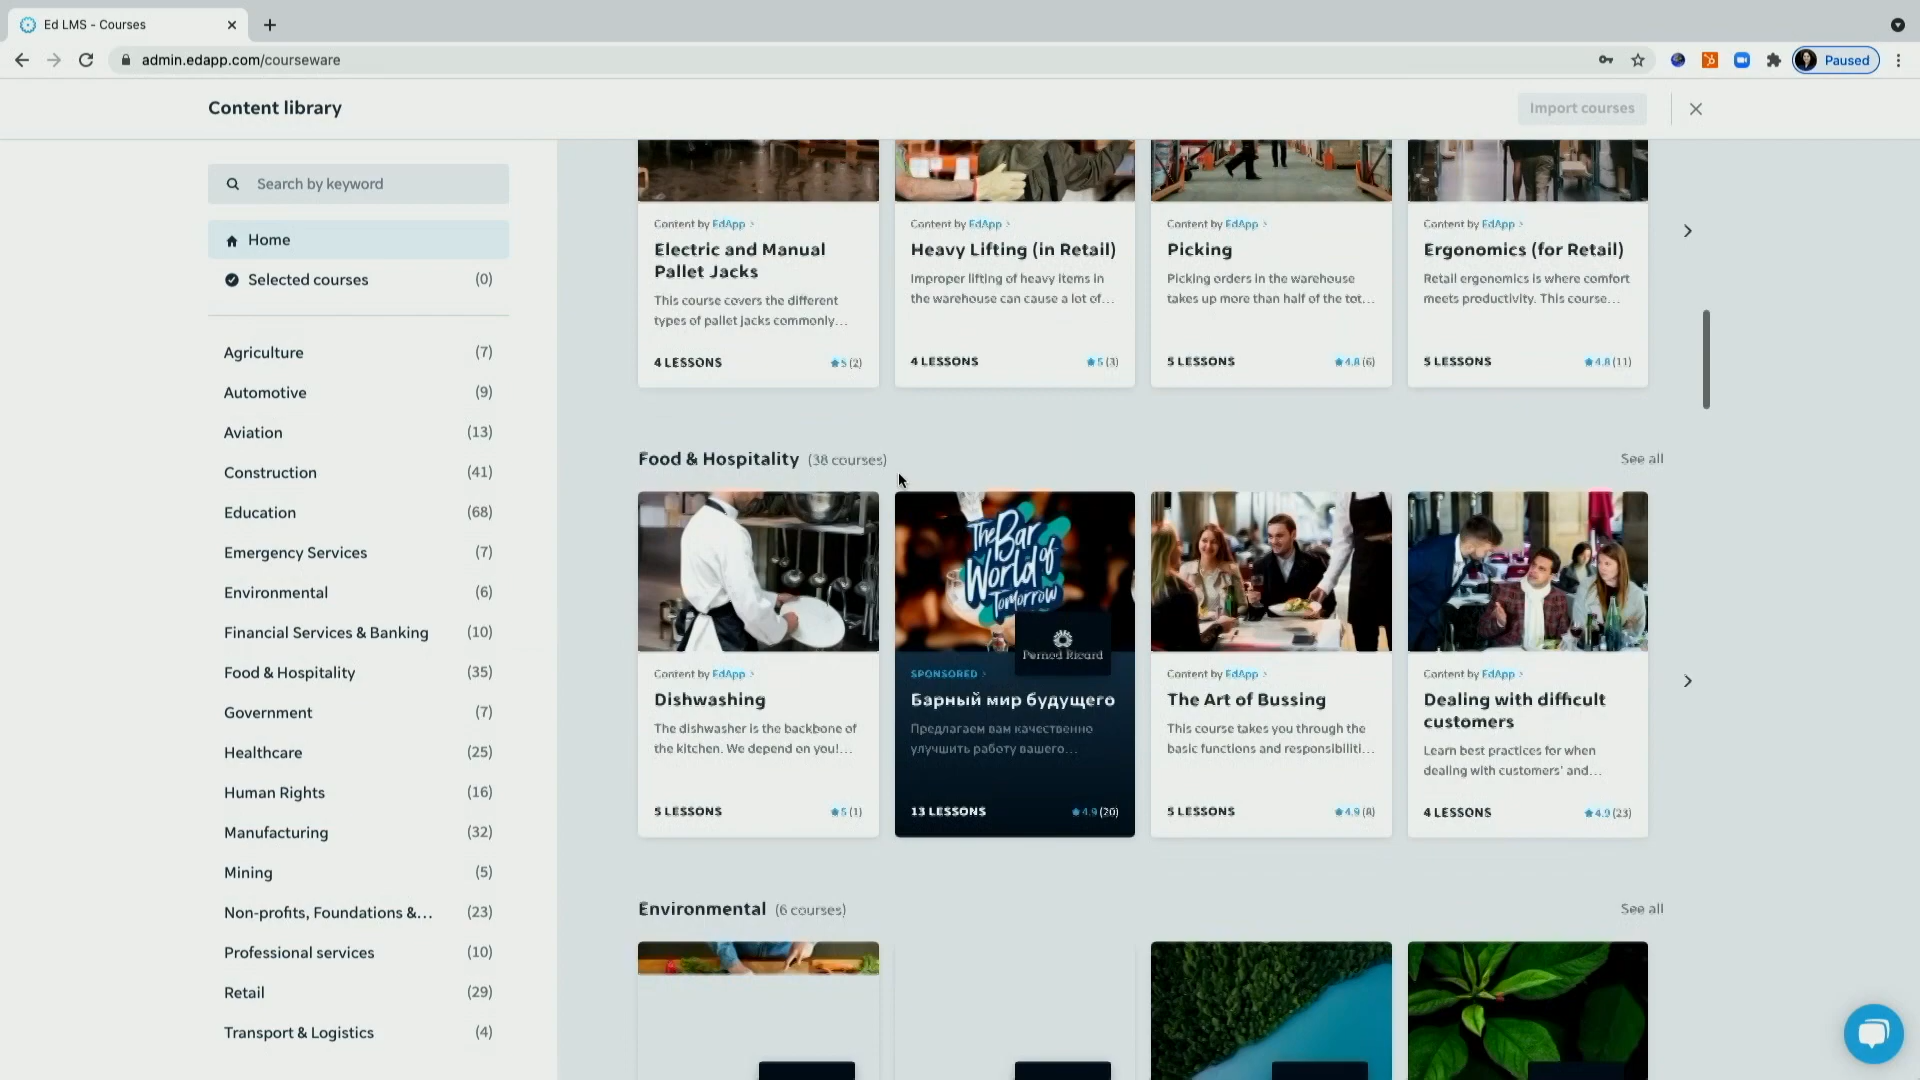 Ed LMS - Courses
admin.edapp.com/courseware
Paused
Content library
Import courses
Search by keyword
Home
Selected courses (0)
Agriculture (7)
Automotive (9)
Aviation (13)
Construction (41)
Education (68)
Emergency Services (7)
Environmental (6)
Financial Services & Banking (10)
Food & Hospitality (35)
Government (7)
Healthcare (25)
Human Rights (16)
Manufacturing (32)
Mining (5)
Non-profits, Foundations &... (23)
Professional services (10)
Retail (29)
Transport & Logistics (4)
Content by EdApp
Electric and Manual
Pallet Jacks
This course covers the different
types of pallet jacks commonly...
4 LESSONS 5 (2)
Content by EdApp
Heavy Lifting (in Retail)
Improper lifting of heavy items in
the warehouse can cause a lot of...
4 LESSONS 5 (3)
Content by EdApp
Picking
Picking orders in the warehouse
takes up more than half of the tot...
5 LESSONS 4.8 (6)
Content by EdApp
Ergonomics (for Retail)
Retail ergonomics is where comfort
meets productivity. This course...
5 LESSONS 4.8 (11)
Food & Hospitality (38 courses)
See all
Content by EdApp
Dishwashing
The dishwasher is the backbone of
the kitchen. We depend on you!...
5 LESSONS 5 (1)
The Bar
World of
Tomorrow
Pernod Ricard
SPONSORED
Барный мир будущего
Предлагаем вам качественно
улучшить работу вашего...
13 LESSONS 4.9 (20)
Content by EdApp
The Art of Bussing
This course takes you through the
basic functions and responsibiliti...
5 LESSONS 4.9 (8)
Content by EdApp
Dealing with difficult
customers
Learn best practices for when
dealing with customers' and...
4 LESSONS 4.9 (23)
Environmental (6 courses)
See all